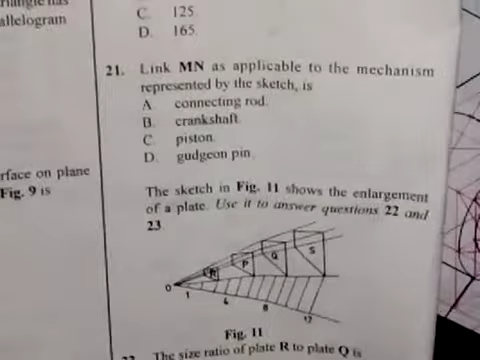 riangle has
allelogram
C. 125.
D. 165.
21. Link MN as applicable to the mechanism
represented by the sketch, is
A. connecting rod.
B. crankshaft.
C. piston.
D. gudgeon pin.
rface on plane
Fig. 9 is
The sketch in Fig. 11 shows the enlargement
of a plate. Use it to answer questions 22 and
23.
R P Q S
O 1 4 8 12
Fig. 11
22. The size ratio of plate R to plate Q is